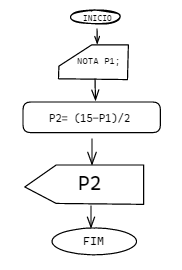 INICIO
NOTA P1;
P2= (15-P1)/2
P2
FIM